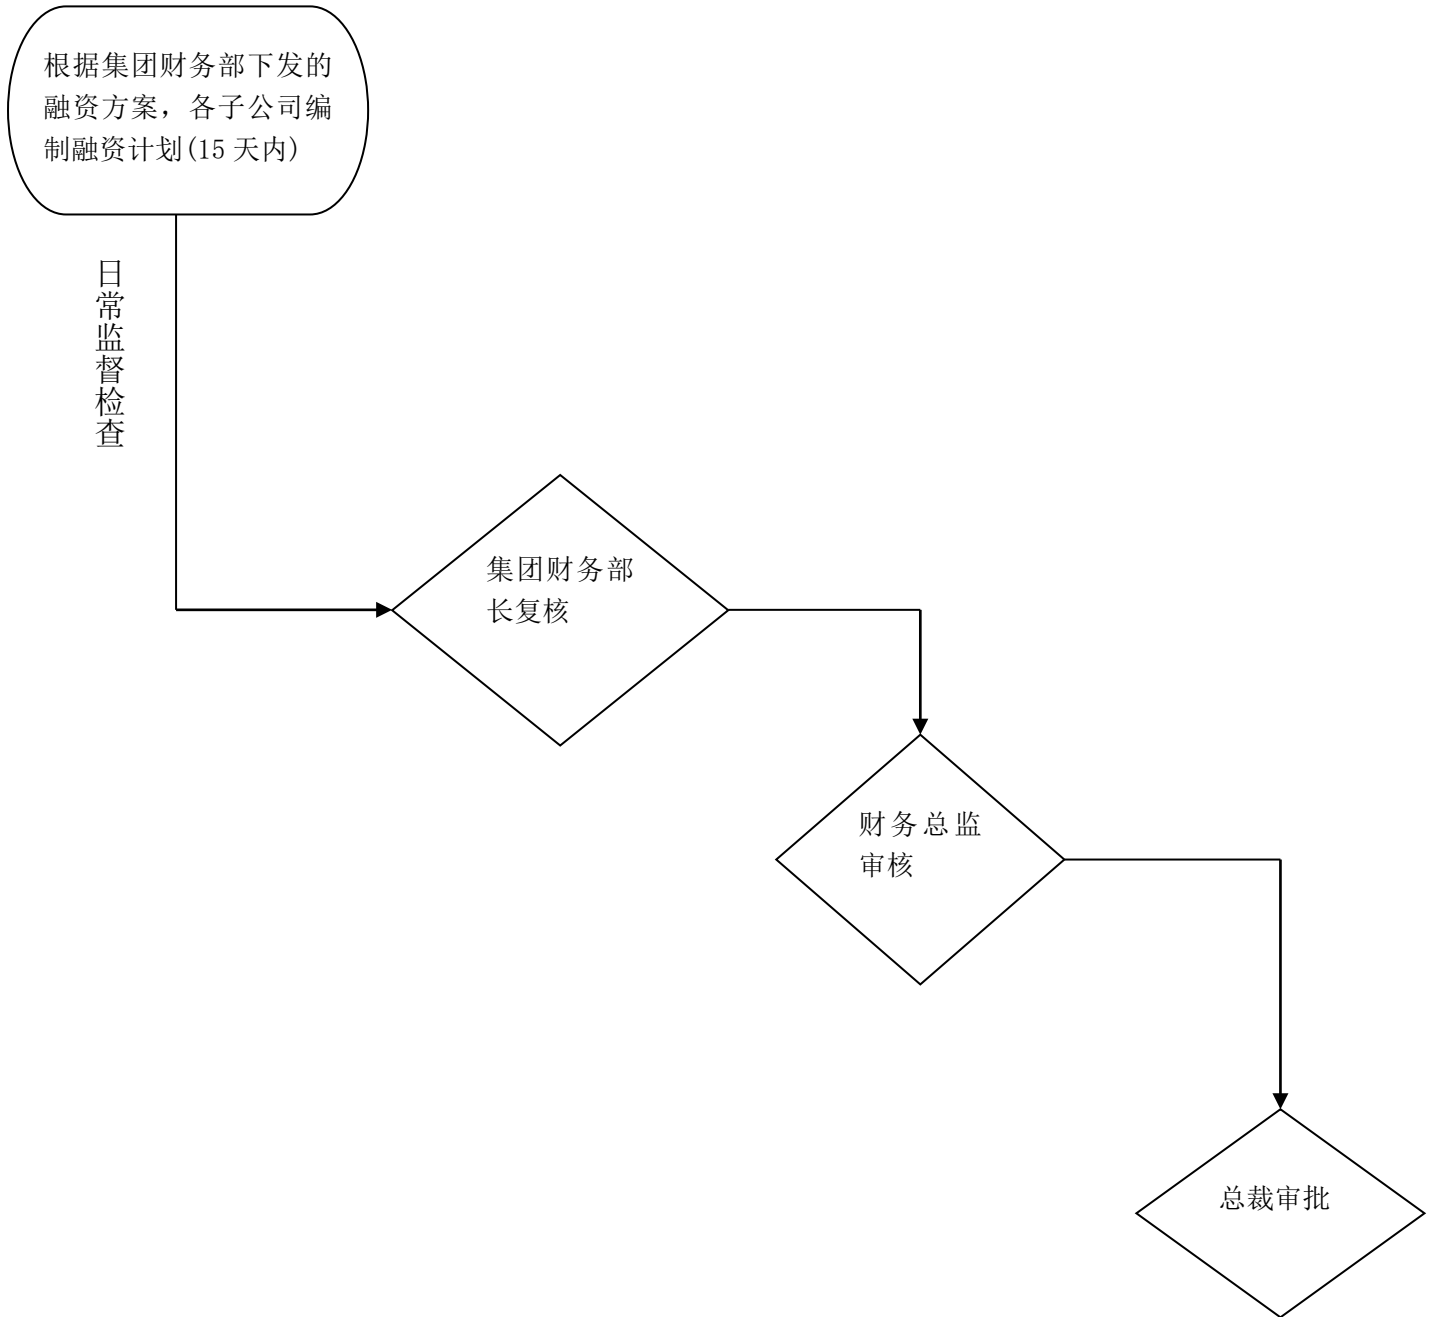 根据集团财务部下发的
融资方案，各子公司编
制融资计划(15 天内)
日常监督检查
集团财务部
长复核
财务总监
审核
总裁审批